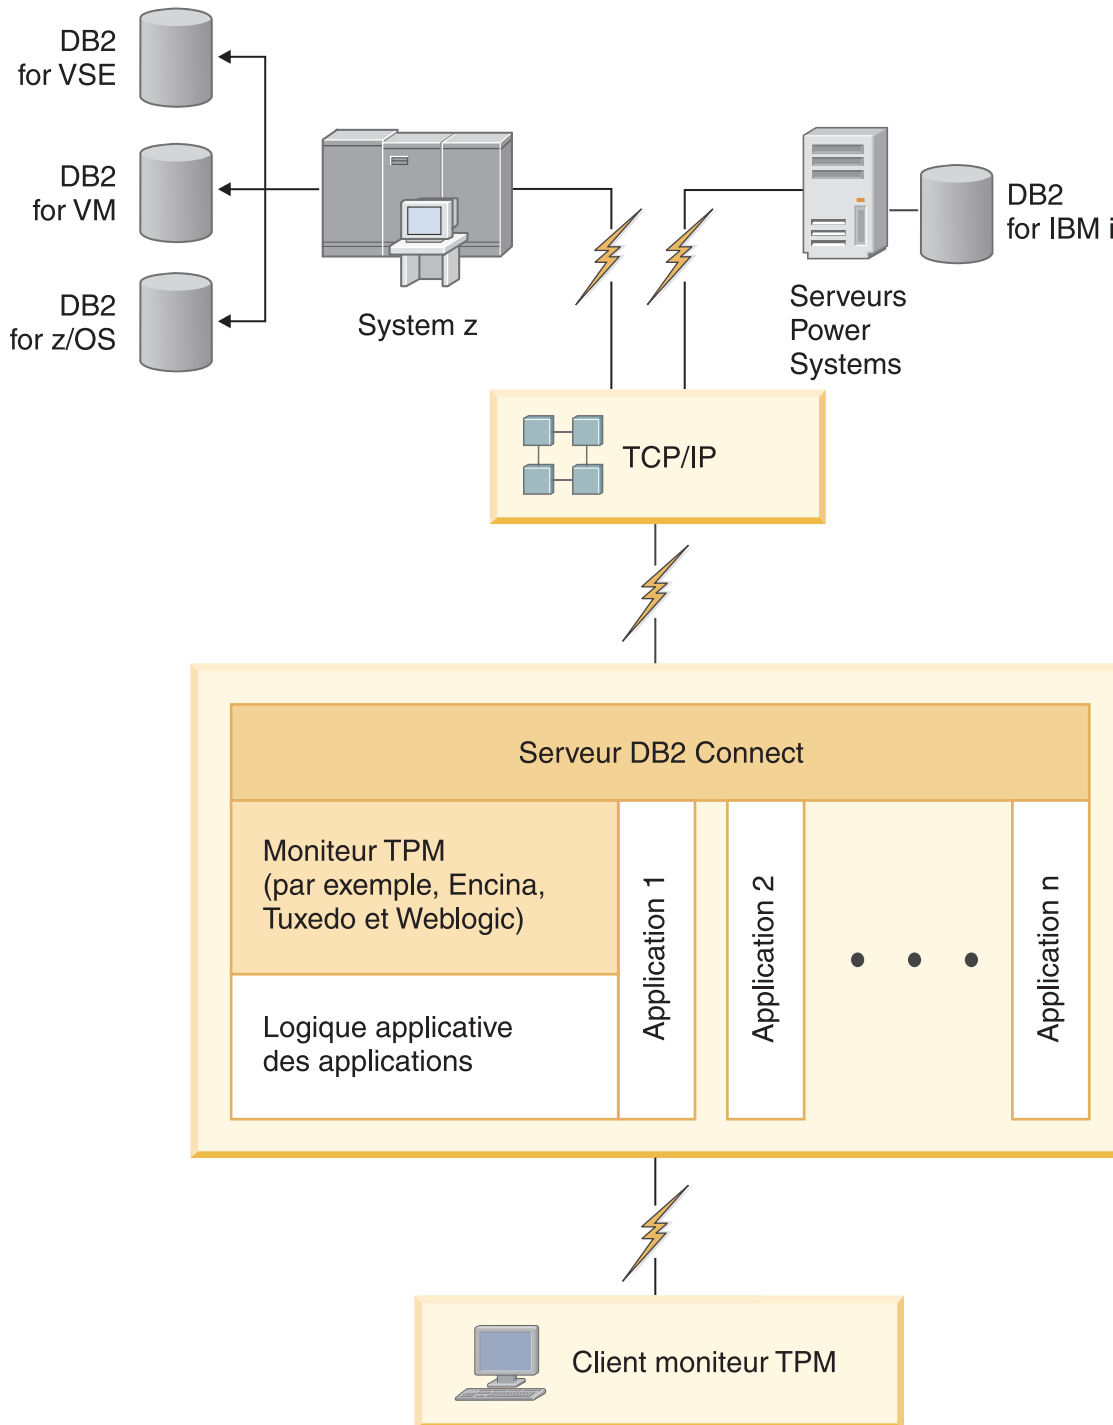 DB2
for VSE
DB2
for VM
DB2
for z/OS
System z
DB2
for IBM i
Serveurs
Power
Systems
TCP/IP
Serveur DB2 Connect
Moniteur TPM
(par exemple, Encina,
Tuxedo et Weblogic)
Logique applicative
des applications
Application 1
Application 2
Application n
Client moniteur TPM